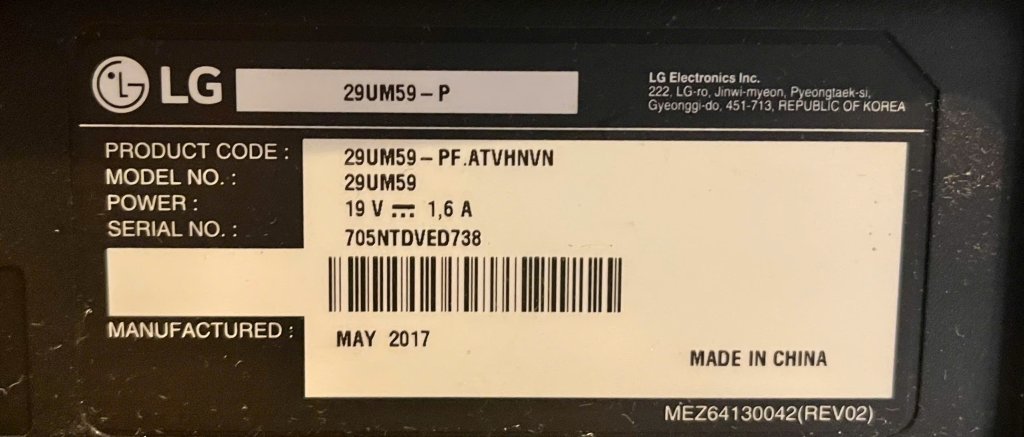 LG 29UM59-P
LG Electronics Inc.
222, LG-ro, Jinwi-myeon, Pyeongtaek-si,
Gyeonggi-do, 451-713, REPUBLIC OF KOREA
PRODUCT CODE : 29UM59-PF.ATVHNVN
MODEL NO. : 29UM59
POWER : 19 V ⎓ 1,6 A
SERIAL NO. : 705NTDVED738
MANUFACTURED : MAY 2017
MADE IN CHINA
MEZ64130042(REV02)